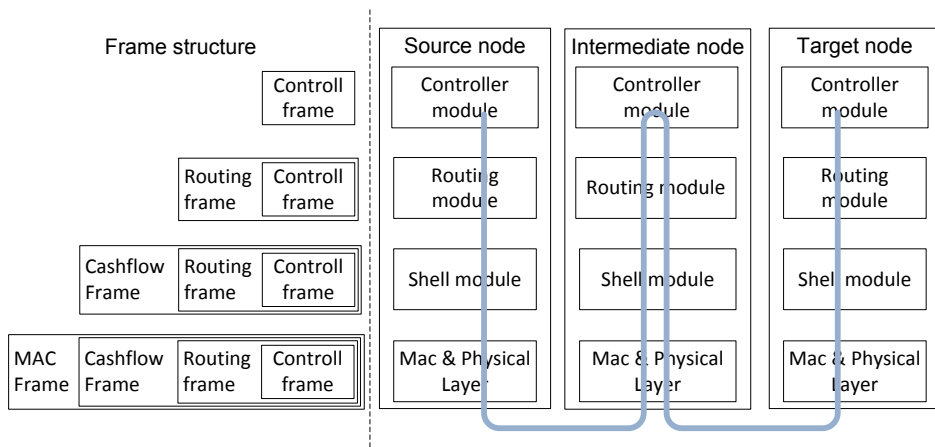 Frame structure
Controll
frame
Routing
frame
Controll
frame
Cashflow
Frame
Routing
frame
Controll
frame
MAC
Frame
Cashflow
Frame
Routing
frame
Controll
frame
Source node
Controller
module
Routing
module
Shell module
Mac & Physical
Layer
Intermediate node
Controller
module
Routing module
Shell module
Mac & Physical
Layer
Target node
Controller
module
Routing
module
Shell module
Mac & Physical
Layer